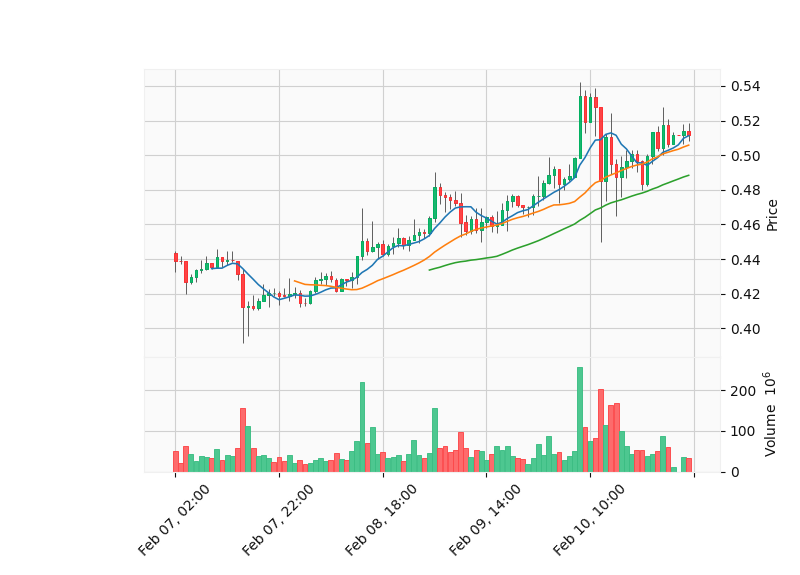 0.54
0.52
0.50
0.48
0.46
0.44
0.42
0.40
Price
200
100
0
Volume 10^6
Feb 07, 02:00
Feb 07, 22:00
Feb 08, 18:00
Feb 09, 14:00
Feb 10, 10:00